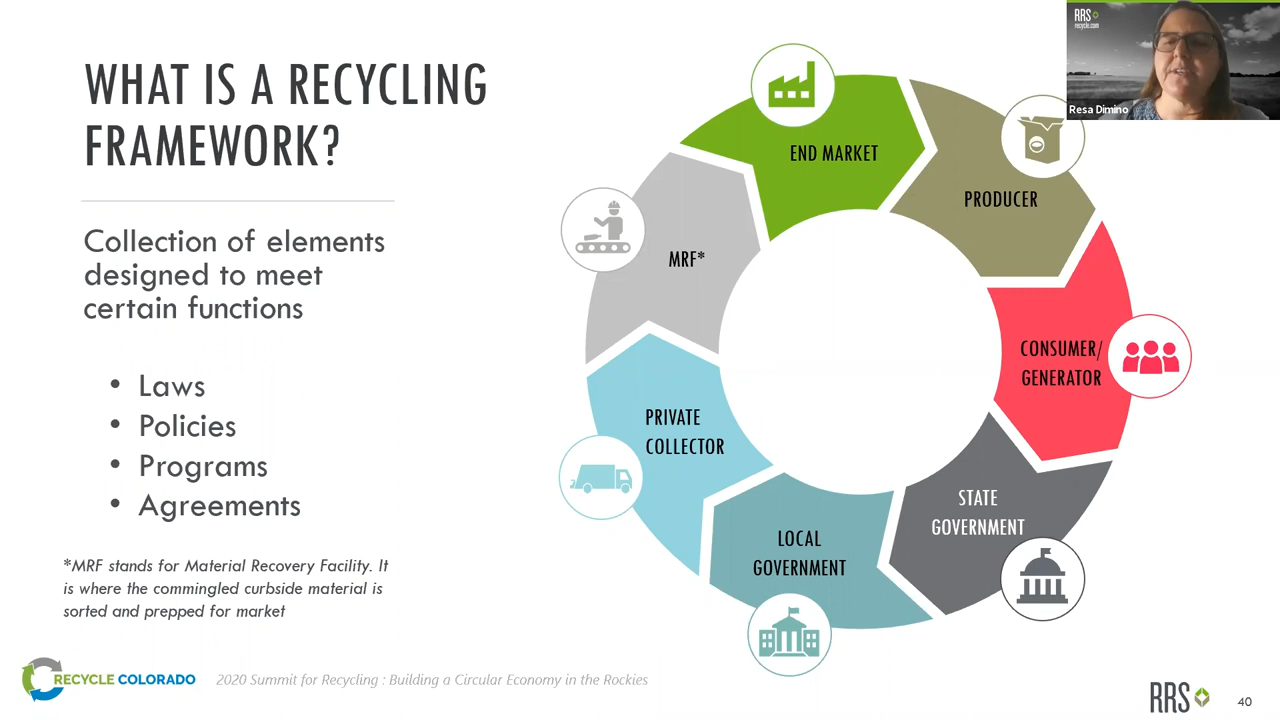 WHAT IS A RECYCLING
FRAMEWORK?
Collection of elements
designed to meet
certain functions
• Laws
• Policies
• Programs
• Agreements
*MRF stands for Material Recovery Facility. It
is where the commingled curbside material is
sorted and prepped for market
END MARKET
PRODUCER
CONSUMER/
GENERATOR
STATE
GOVERNMENT
LOCAL
GOVERNMENT
PRIVATE
COLLECTOR
MRF*
RRS
recycle.com
Resa Dimino
RECYCLE COLORADO
2020 Summit for Recycling : Building a Circular Economy in the Rockies
RRS
40